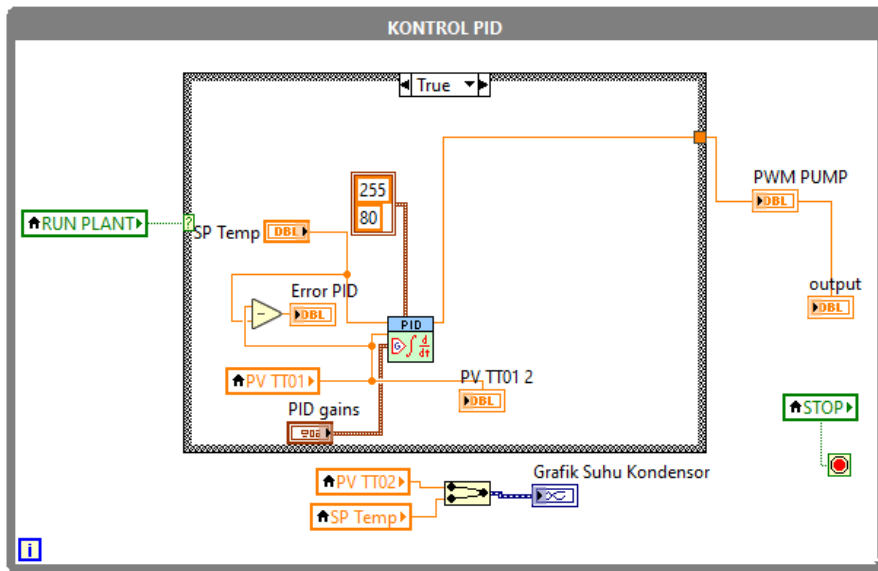 KONTROL PID
True
255
80
PWM PUMP
DBL
RUN PLANT
?
SP Temp
DBL
output
DBL
Error PID
DBL
PID
G
d
dt
PV TT01
PV TT01 2
DBL
PID gains
STOP
PV TT02
Grafik Suhu Kondensor
SP Temp
i